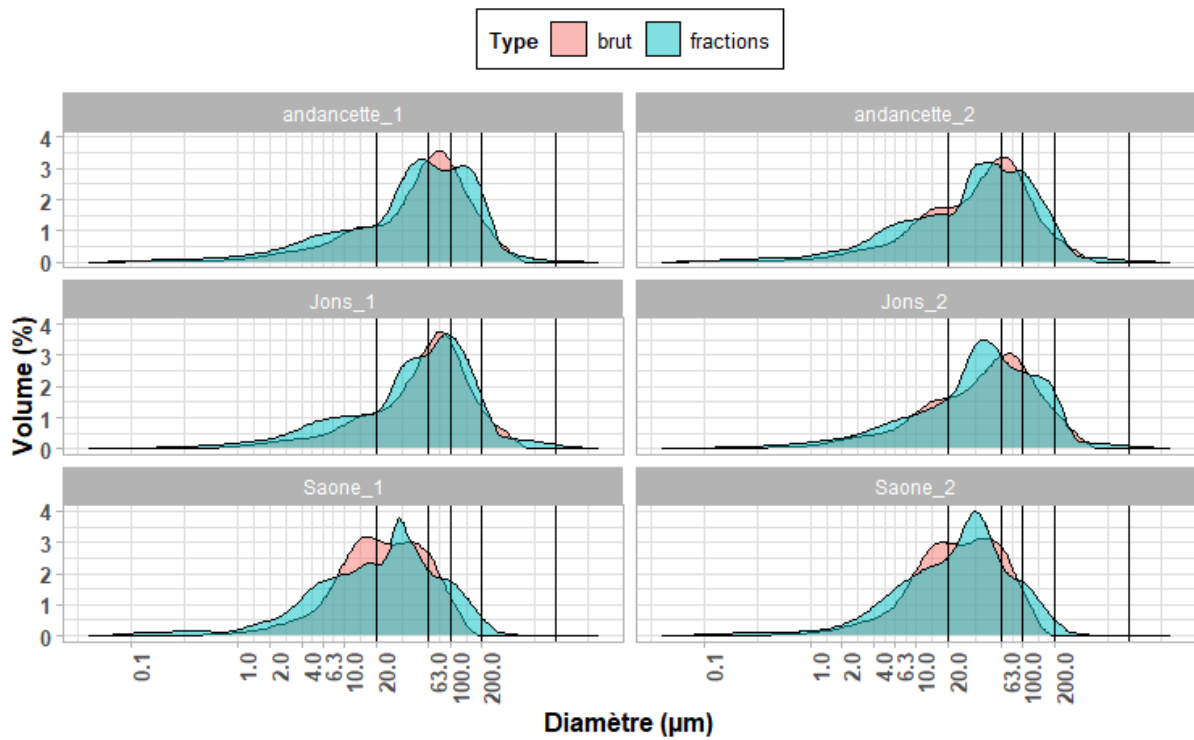 Type brut fractions
andancette_1 andancette_2
4
3
2
1
0
Jons_1 Jons_2
4
3
2
1
0
Saone_1 Saone_2
4
3
2
1
0
Volume (%)
0.1 1.0 2.0 4.0 6.3 10.0 20.0 63.0 100.0 200.0 0.1 1.0 2.0 4.0 6.3 10.0 20.0 63.0 100.0 200.0
Diamètre (µm)